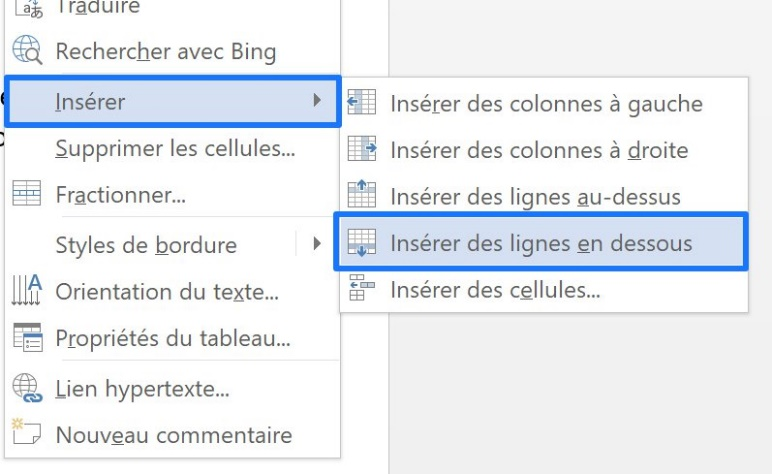 Traduire
Rechercher avec Bing
Insérer
Supprimer les cellules...
Fractionner...
Styles de bordure
Orientation du texte...
Propriétés du tableau...
Lien hypertexte...
Nouveau commentaire
Insérer des colonnes à gauche
Insérer des colonnes à droite
Insérer des lignes au-dessus
Insérer des lignes en dessous
Insérer des cellules...